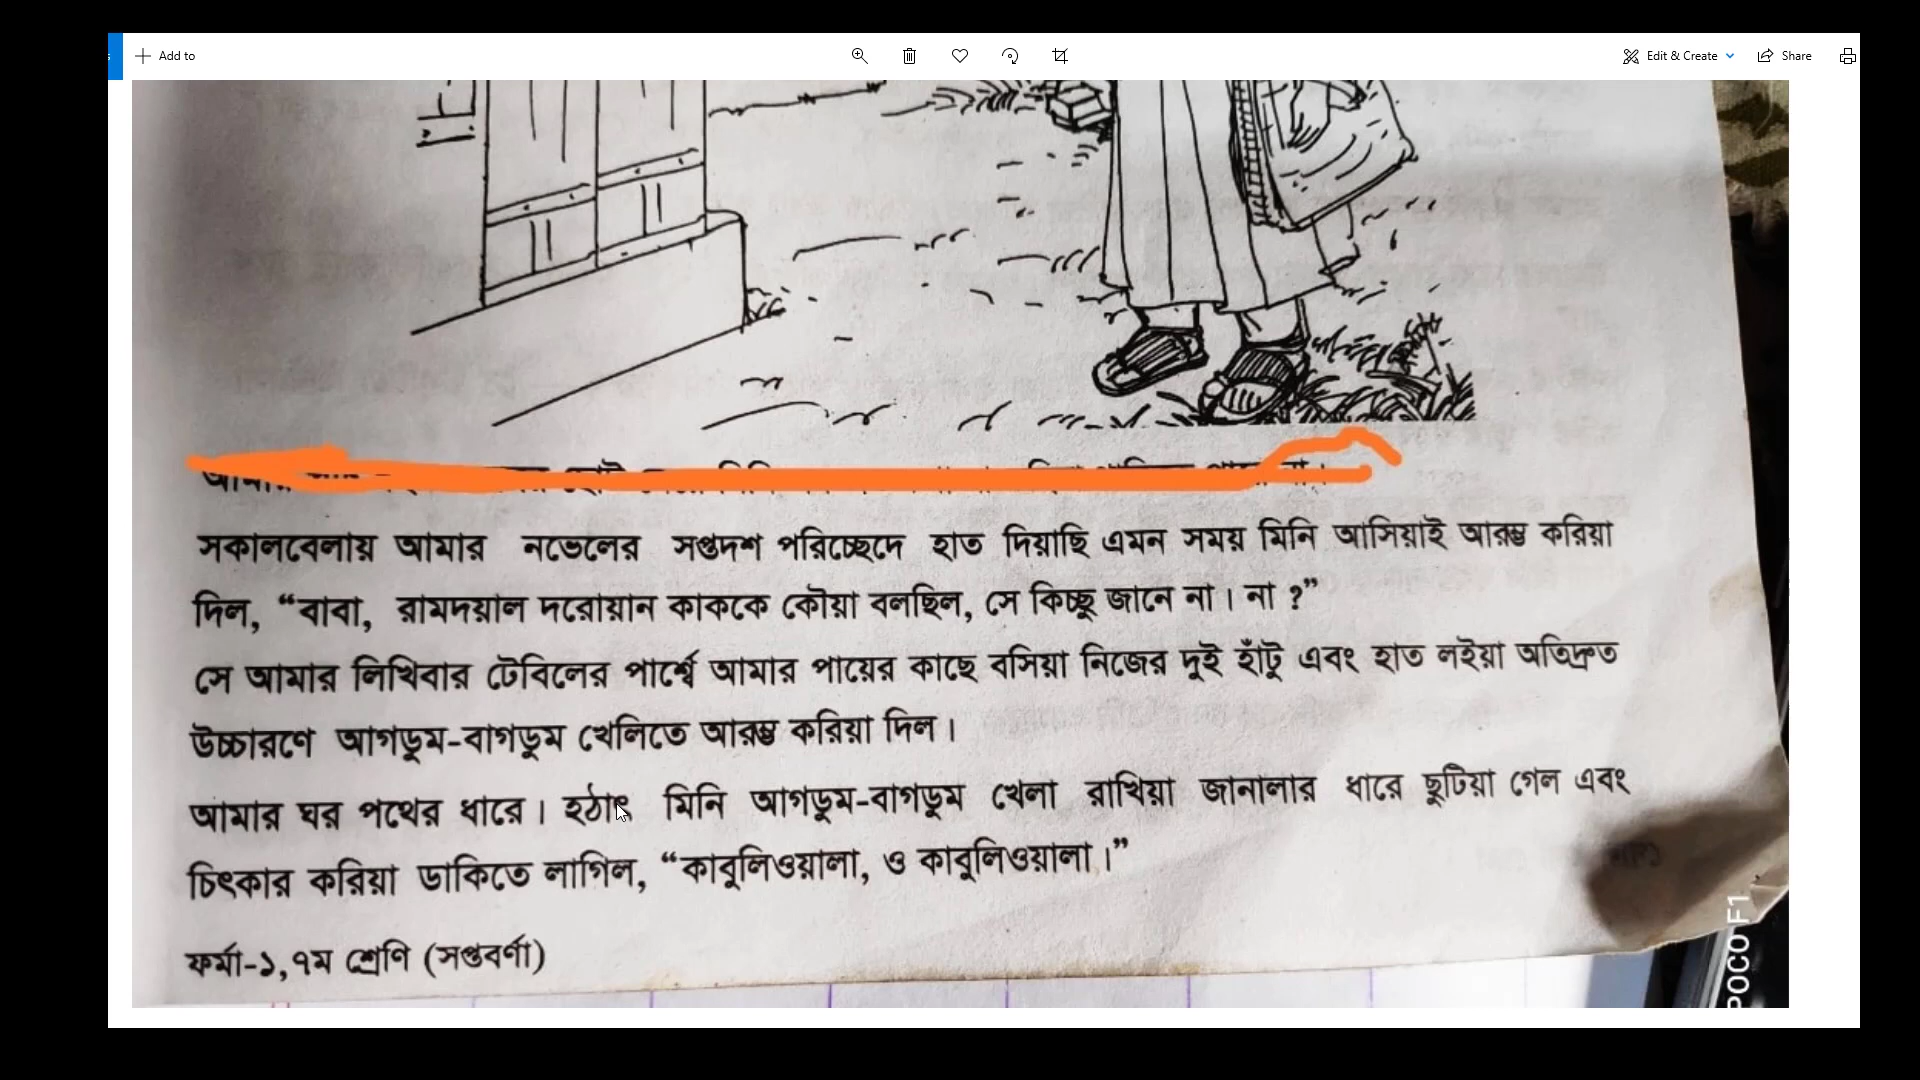 Add to
Edit & Create
Share
সকালবেলায় আমার নভেলের সপ্তদশ পরিচ্ছেদে হাত দিয়াছি এমন সময় মিনি আসিয়াই আরম্ভ করিয়া
দিল, “বাবা, রামদয়াল দরোয়ান কাককে কৌয়া বলছিল, সে কিচ্ছু জানে না। না ?”
সে আমার লিখিবার টেবিলের পার্শ্বে আমার পায়ের কাছে বসিয়া নিজের দুই হাঁটু এবং হাত লইয়া অতিদ্রুত
উচ্চারণে আগডুম-বাগডুম খেলিতে আরম্ভ করিয়া দিল।
আমার ঘর পথের ধারে। হঠাৎ মিনি আগডুম-বাগডুম খেলা রাখিয়া জানালার ধারে ছুটিয়া গেল এবং
চিৎকার করিয়া ডাকিতে লাগিল, “কাবুলিওয়ালা, ও কাবুলিওয়ালা।”
ফর্মা-১, ৭ম শ্রেণি (সপ্তবর্ণা)
POCO F1